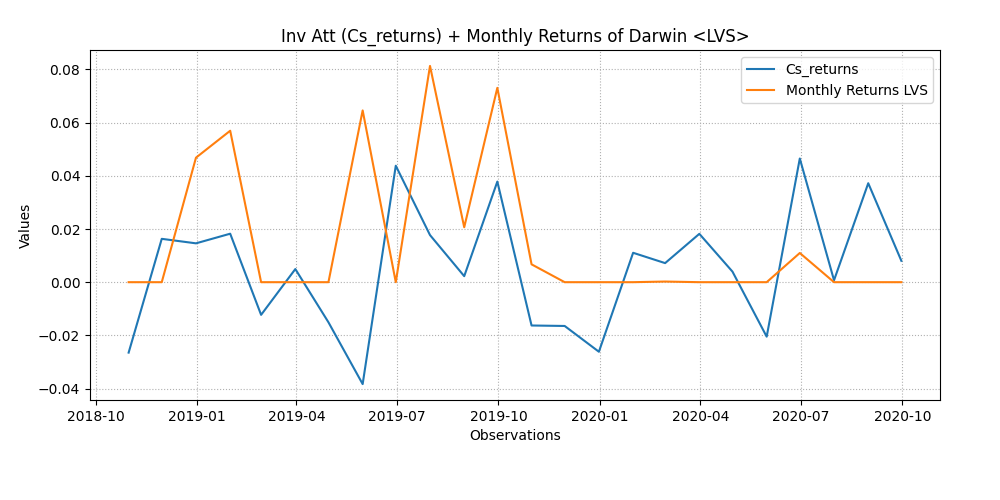 Inv Att (Cs_returns) + Monthly Returns of Darwin <LVS>
Cs_returns
Monthly Returns LVS
0.08
0.06
0.04
0.02
0.00
−0.02
−0.04
Values
2018-10 2019-01 2019-04 2019-07 2019-10 2020-01 2020-04 2020-07 2020-10
Observations